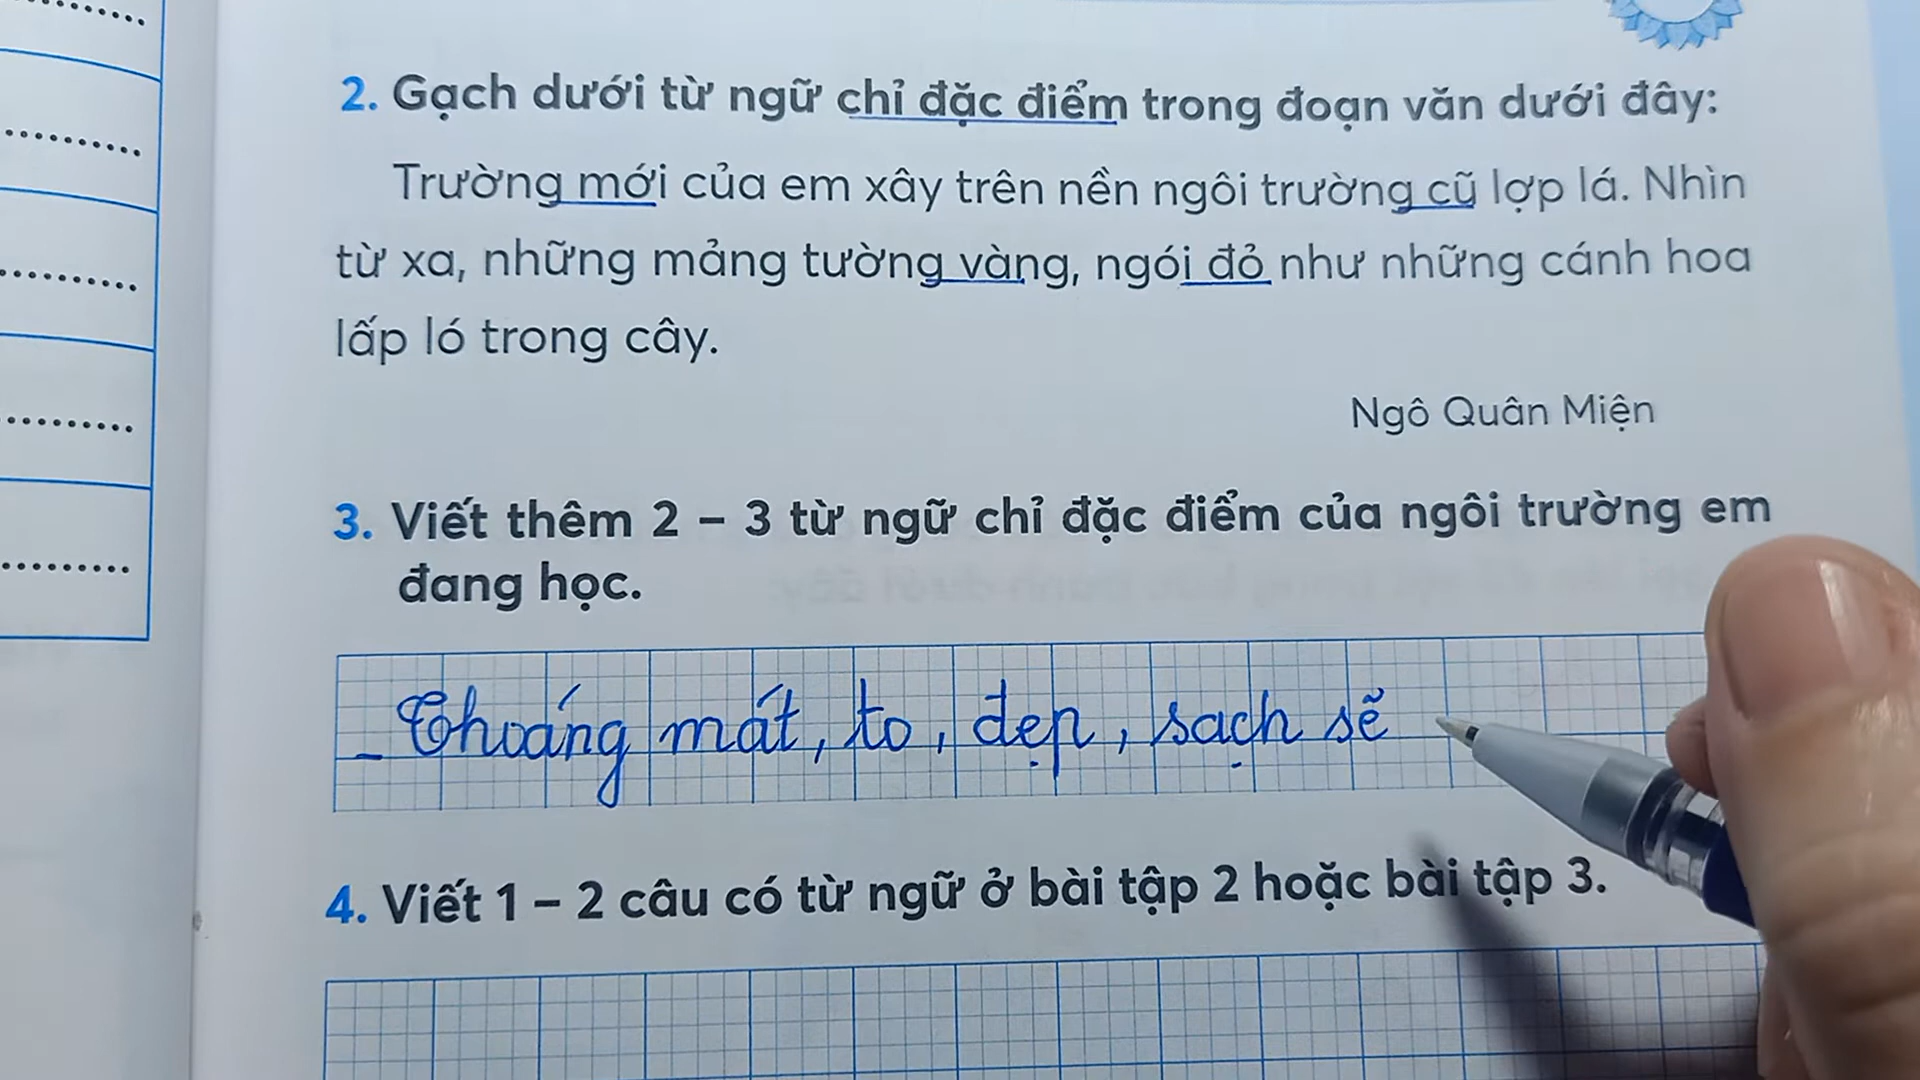 2. Gạch dưới từ ngữ chỉ đặc điểm trong đoạn văn dưới đây:
Trường mới của em xây trên nền ngôi trường cũ lợp lá. Nhìn
từ xa, những mảng tường vàng, ngói đỏ như những cánh hoa
lấp ló trong cây.
Ngô Quân Miện
3. Viết thêm 2 – 3 từ ngữ chỉ đặc điểm của ngôi trường em
đang học.
- Thoáng mát, to, đẹp, sạch sẽ
4. Viết 1 – 2 câu có từ ngữ ở bài tập 2 hoặc bài tập 3.